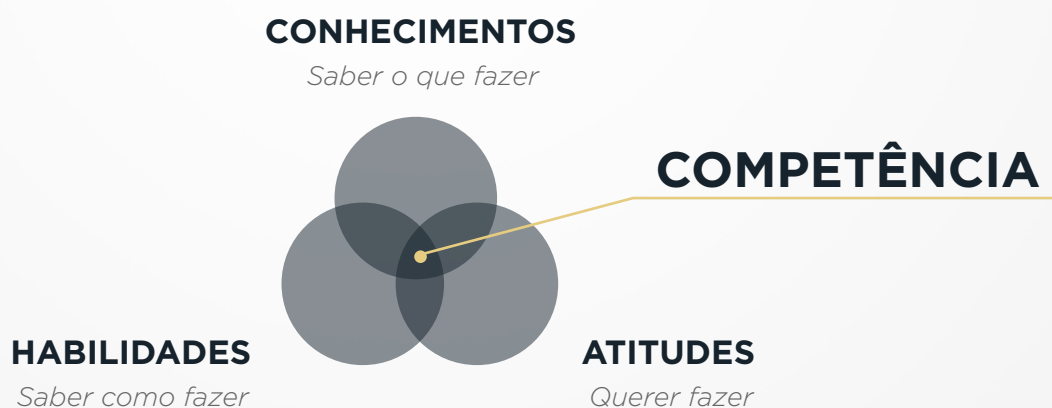 CONHECIMENTOS
Saber o que fazer
COMPETÊNCIA
HABILIDADES
Saber como fazer
ATITUDES
Querer fazer